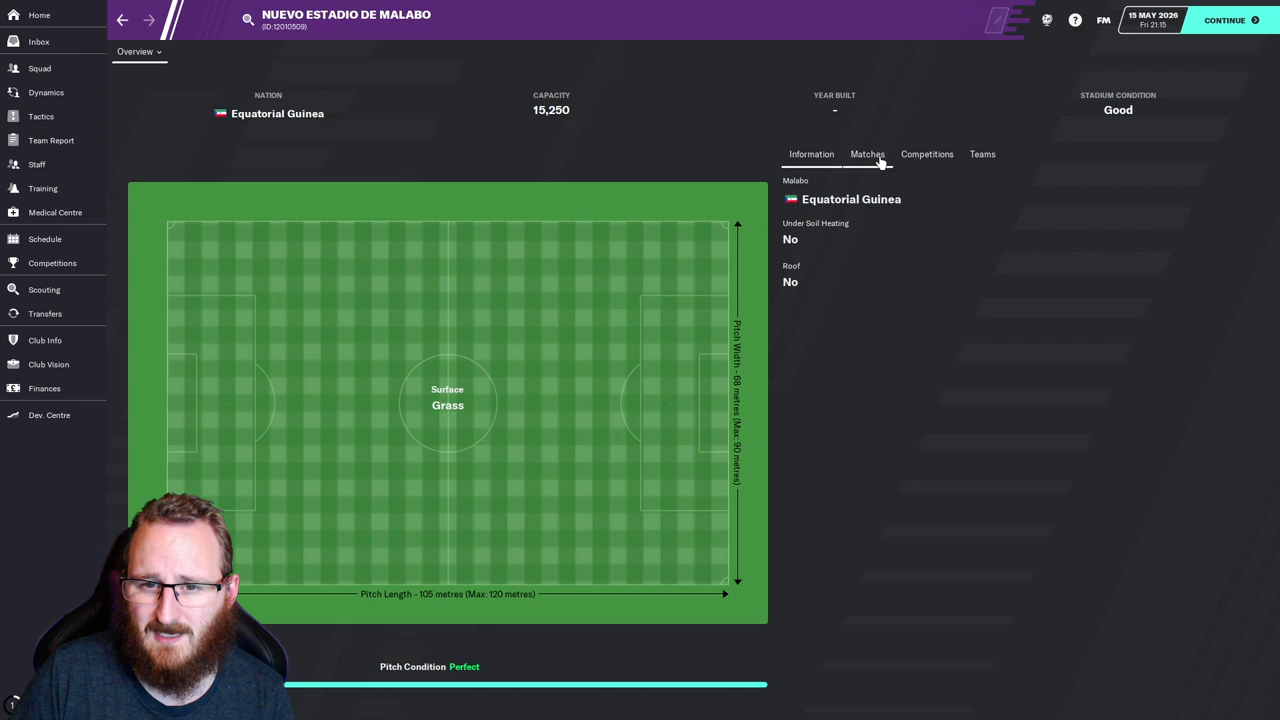 Home
Inbox
Squad
Dynamics
Tactics
Team Report
Staff
Training
Medical Centre
Schedule
Competitions
Scouting
Transfers
Club Info
Club Vision
Finances
Dev. Centre
1
NUEVO ESTADIO DE MALABO
(ID:12010509)
?
FM
15 MAY 2026
Fri 21:15
CONTINUE
Overview
NATION
Equatorial Guinea
CAPACITY
15,250
YEAR BUILT
-
STADIUM CONDITION
Good
Information Matches Competitions Teams
Malabo
Equatorial Guinea
Under Soil Heating
No
Roof
No
Surface
Grass
Pitch Width - 68 metres (Max: 90 metres)
Pitch Length - 105 metres (Max: 120 metres)
Pitch Condition Perfect